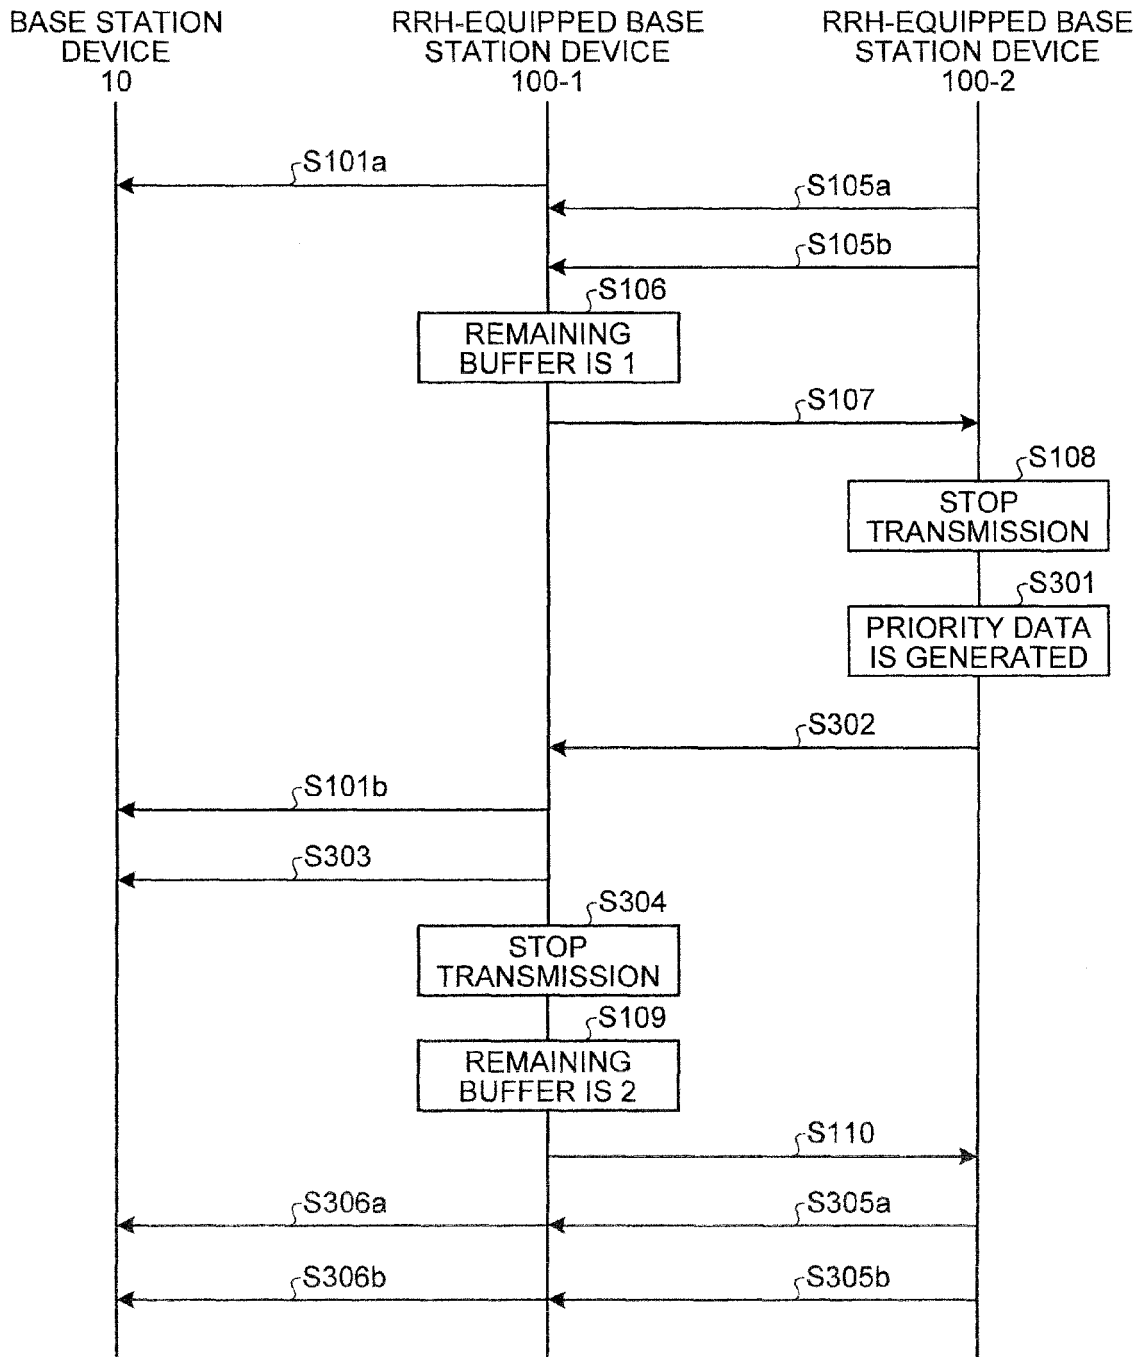 BASE STATION
DEVICE
10
RRH-EQUIPPED BASE
STATION DEVICE
100-1
RRH-EQUIPPED BASE
STATION DEVICE
100-2
S101a
S105a
S105b
S106
REMAINING
BUFFER IS 1
S107
S108
STOP
TRANSMISSION
S301
PRIORITY DATA
IS GENERATED
S302
S101b
S303
S304
STOP
TRANSMISSION
S109
REMAINING
BUFFER IS 2
S110
S306a
S305a
S306b
S305b